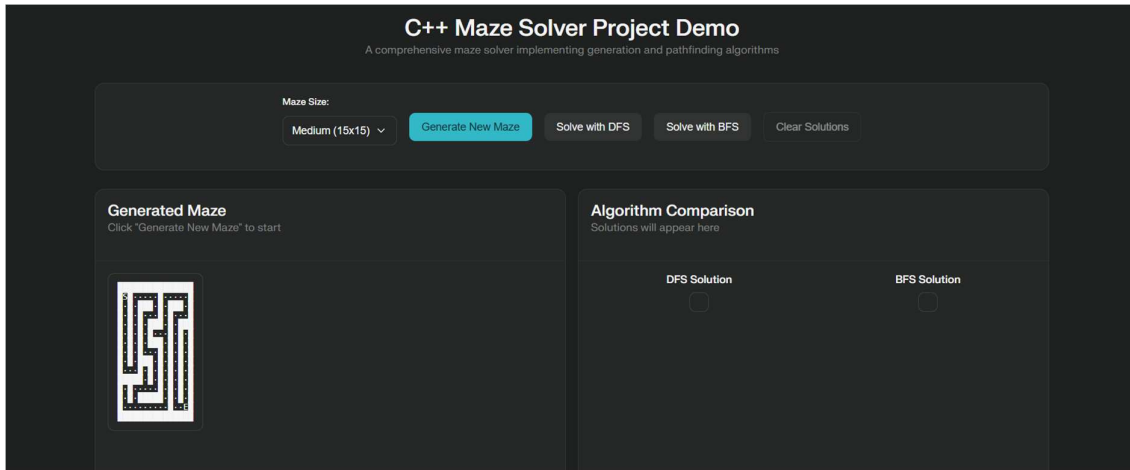 C++ Maze Solver Project Demo
A comprehensive maze solver implementing generation and pathfinding algorithms
Maze Size:
Medium (15x15)
Generate New Maze
Solve with DFS
Solve with BFS
Clear Solutions
Generated Maze
Click "Generate New Maze" to start
Algorithm Comparison
Solutions will appear here
DFS Solution
BFS Solution
S
E